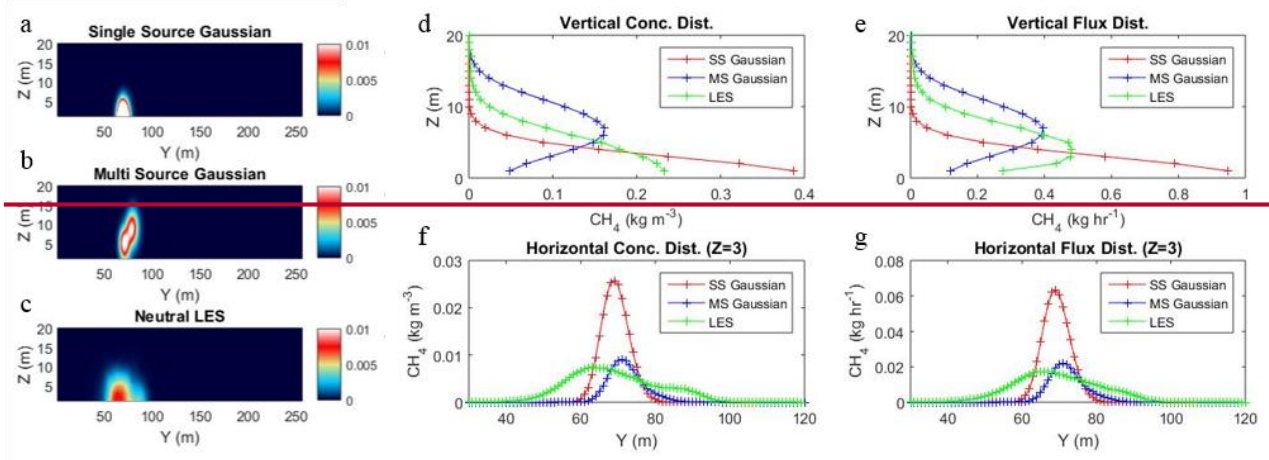 a
Single Source Gaussian
20
15
10
5
Z (m)
50 100 150 200 250
Y (m)
0.01
0.005
0
b
Multi Source Gaussian
20
15
10
5
Z (m)
50 100 150 200 250
Y (m)
0.01
0.005
0
c
Neutral LES
20
15
10
5
Z (m)
50 100 150 200 250
Y (m)
0.01
0.005
0
d
Vertical Conc. Dist.
20
10
0
Z (m)
SS Gaussian
MS Gaussian
LES
0 0.1 0.2 0.3 0.4
CH₄ (kg m⁻³)
e
Vertical Flux Dist.
20
10
0
Z (m)
SS Gaussian
MS Gaussian
LES
0 0.2 0.4 0.6 0.8 1
CH₄ (kg hr⁻¹)
f
Horizontal Conc. Dist. (Z=3)
0.03
0.02
0.01
0
CH₄ (kg m⁻³)
SS Gaussian
MS Gaussian
LES
40 60 80 100 120
Y (m)
g
Horizontal Flux Dist. (Z=3)
0.08
0.06
0.04
0.02
0
CH₄ (kg hr⁻¹)
SS Gaussian
MS Gaussian
LES
40 60 80 100 120
Y (m)